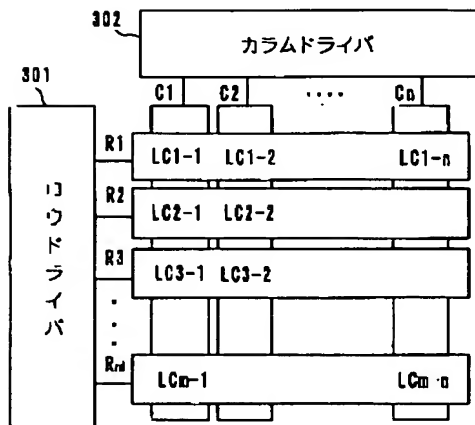 302
カラムドライバ
301
C1 C2 ‥‥ Cn
R1
LC1-1 LC1-2 LC1-n
R2
LC2-1 LC2-2
R3
LC3-1 LC3-2
Rm
LCm-1 LCm-n
ロウドライバ